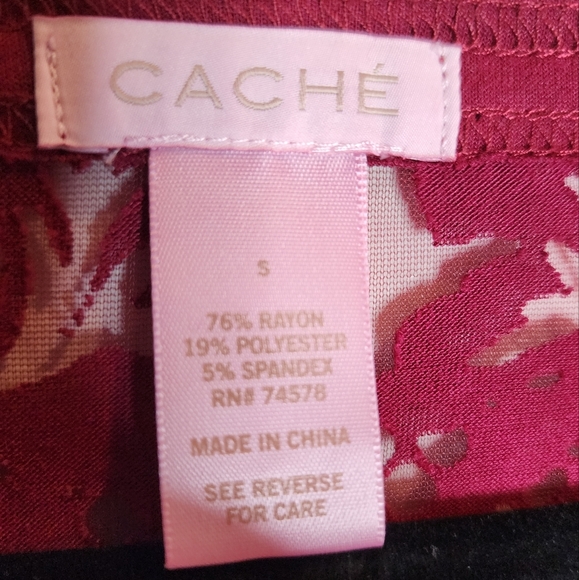 CACHÉ
S
76% RAYON
19% POLYESTER
5% SPANDEX
RN# 74578
MADE IN CHINA
SEE REVERSE
FOR CARE